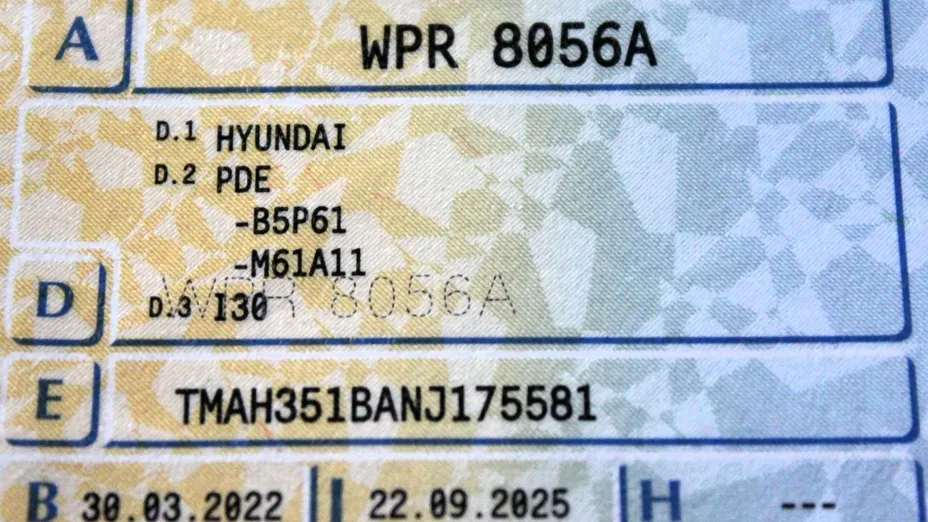 A WPR 8056A
D.1 HYUNDAI
D.2 PDE
-B5P61
-M61A11
WPR 8056A
D D.3 I30
E TMAH351BANJ175581
B 30.03.2022 I 22.09.2025 H ---